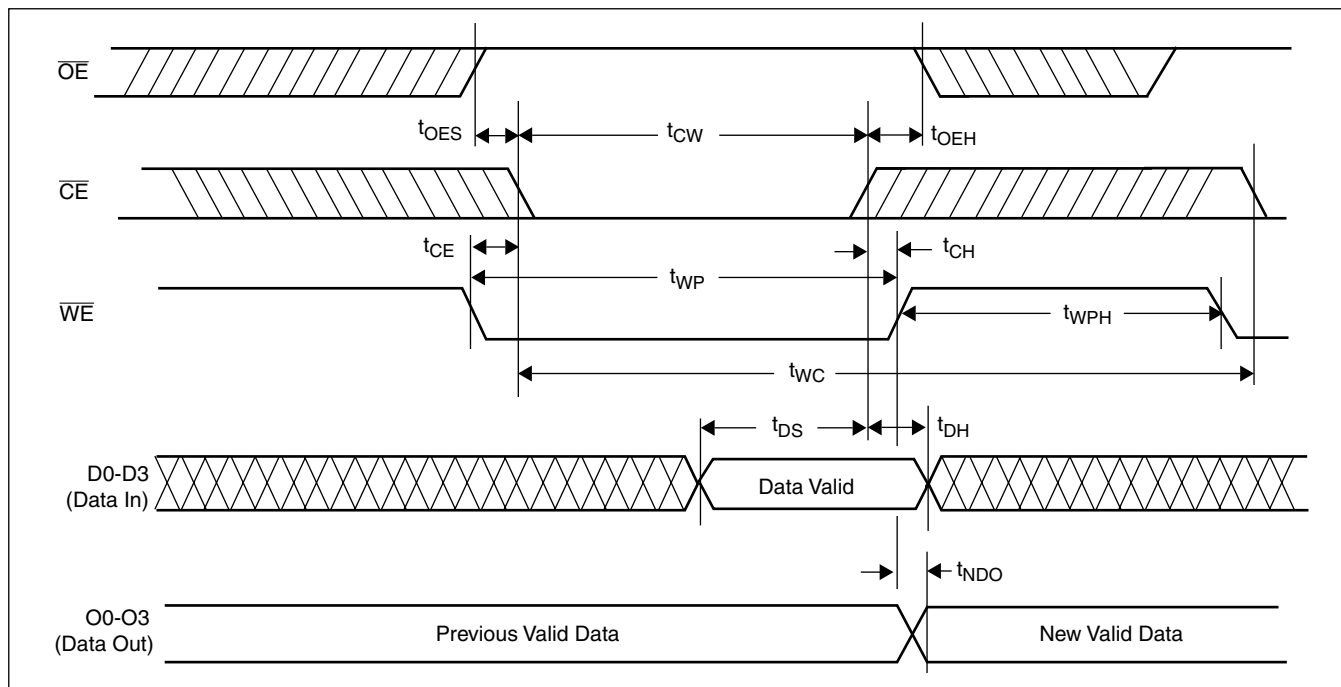 OE
tOES
tCW
tOEH
CE
tCE
tCH
tWP
WE
tWPH
tWC
tDS
tDH
D0-D3
(Data In)
Data Valid
tNDO
O0-O3
(Data Out)
Previous Valid Data
New Valid Data